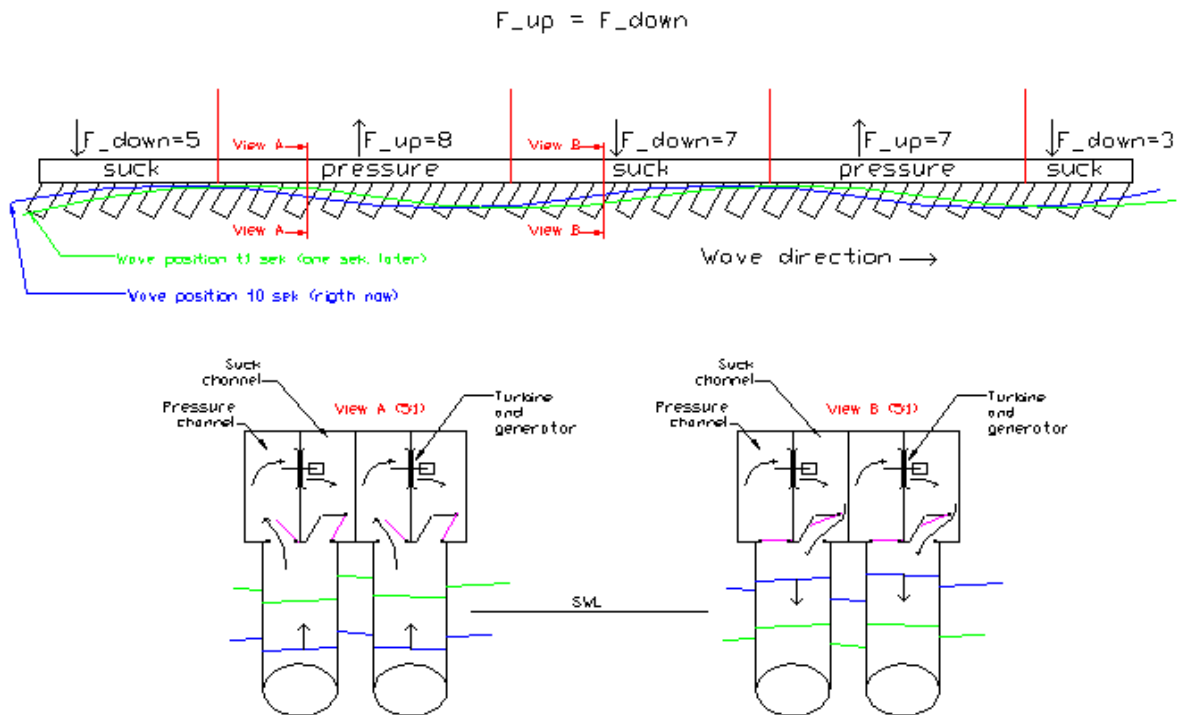 F_up = F_down
F_down=5
F_up=8
F_down=7
F_up=7
F_down=3
View A
View B
suck
pressure
suck
pressure
suck
View A
View B
Wave position t1 sek (one sek. later)
Wave direction
Wave position t0 sek (rigth now)
Suck
channel
Pressure
channel
View A (5:1)
Turbine
and
generator
Suck
channel
Pressure
channel
View B (5:1)
Turbine
and
generator
SWL